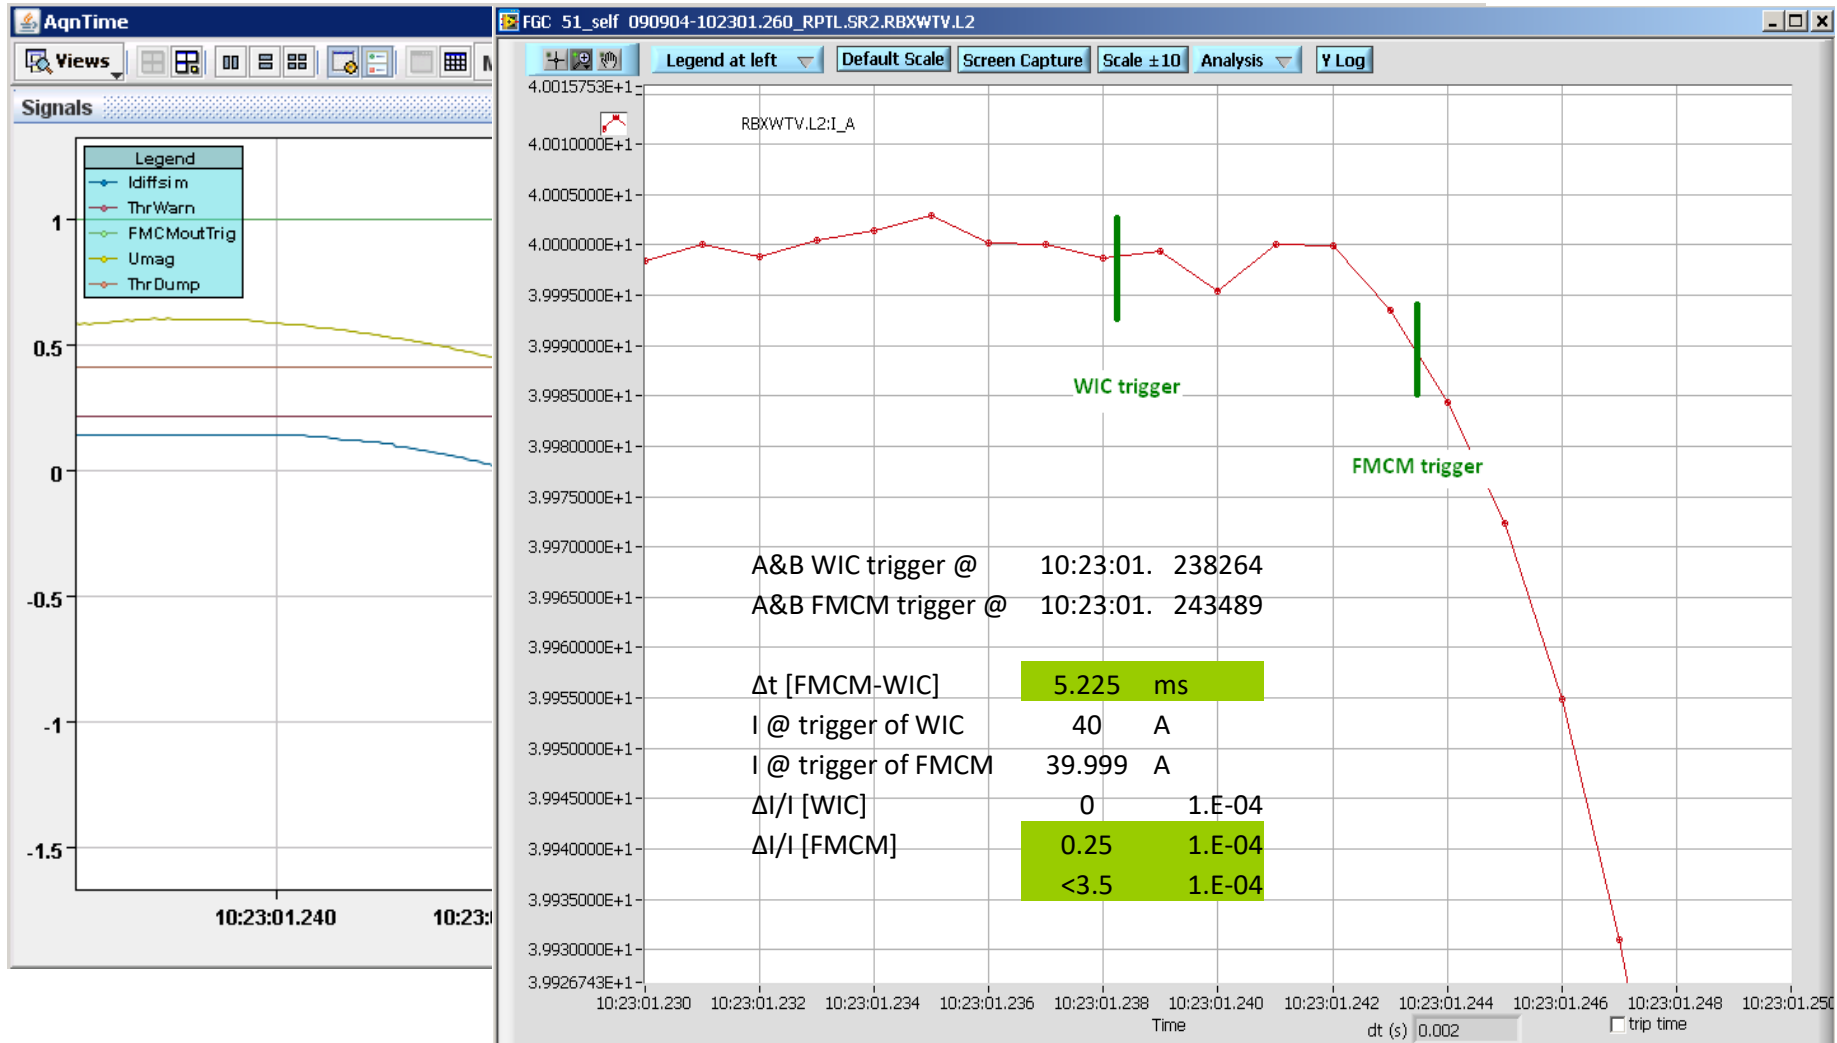 AqnTime
Views
M
Signals
Legend
Idiffsim
ThrWarn
FMCMoutTrig
Umag
ThrDump
1
0.5
0
-0.5
-1
-1.5
10:23:01.240
10:23:0
FGC 51_self 090904-102301.260_RPTL.SR2.RBXWTV.L2
Legend at left
Default Scale
Screen Capture
Scale ±10
Analysis
Y Log
RBXWTV.L2:I_A
4.0015753E+1
4.0010000E+1
4.0005000E+1
4.0000000E+1
3.9995000E+1
3.9990000E+1
3.9985000E+1
3.9980000E+1
3.9975000E+1
3.9970000E+1
3.9965000E+1
3.9960000E+1
3.9955000E+1
3.9950000E+1
3.9945000E+1
3.9940000E+1
3.9935000E+1
3.9930000E+1
3.9926743E+1
WIC trigger
FMCM trigger
A&B WIC trigger @ 10:23:01. 238264
A&B FMCM trigger @ 10:23:01. 243489
Δt [FMCM-WIC] 5.225 ms
I @ trigger of WIC 40 A
I @ trigger of FMCM 39.999 A
ΔI/I [WIC] 0 1.E-04
ΔI/I [FMCM] 0.25 1.E-04
<3.5 1.E-04
10:23:01.230 10:23:01.232 10:23:01.234 10:23:01.236 10:23:01.238 10:23:01.240 10:23:01.242 10:23:01.244 10:23:01.246 10:23:01.248 10:23:01.250
Time
dt (s) 0.002
trip time